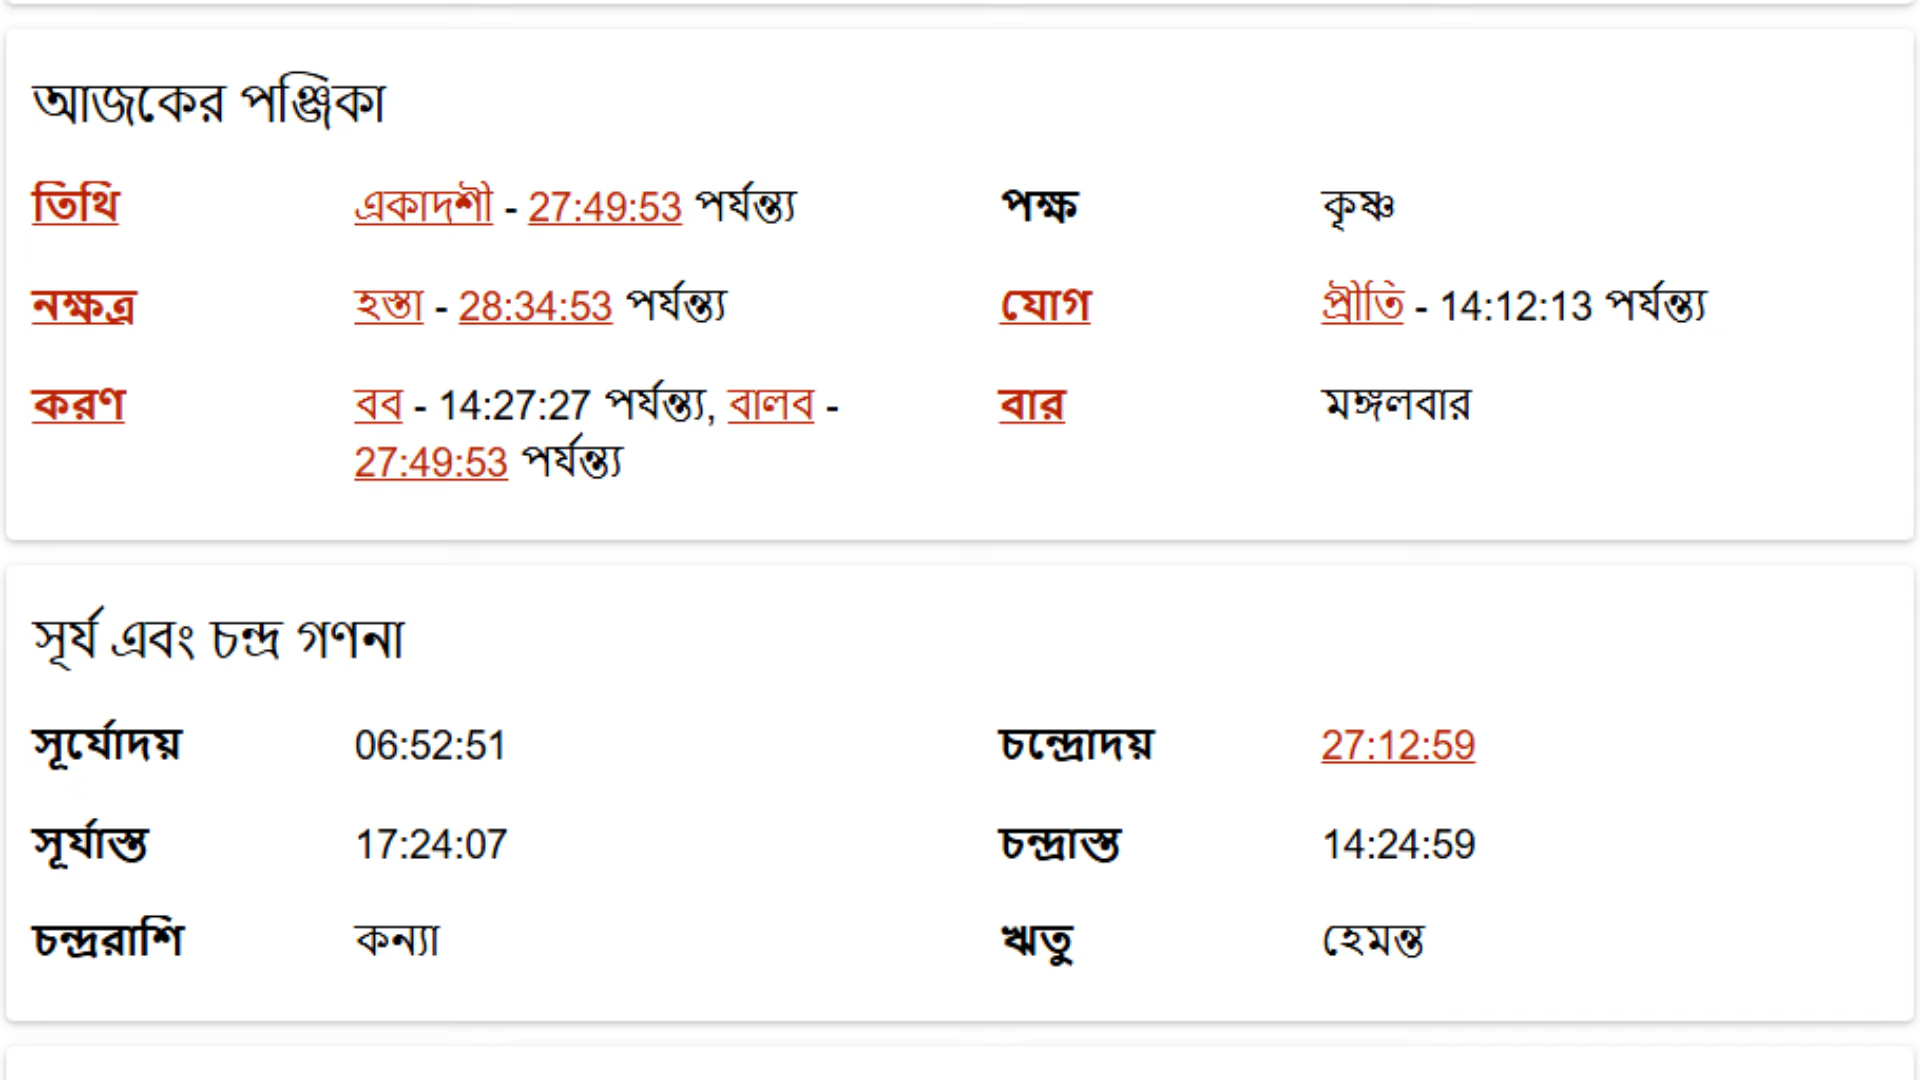 আজকের পঞ্জিকা
তিথি একাদশী - 27:49:53 পর্যন্ত্য পক্ষ কৃষ্ণ
নক্ষত্র হস্তা - 28:34:53 পর্যন্ত্য যোগ প্রীতি - 14:12:13 পর্যন্ত্য
করণ বব - 14:27:27 পর্যন্ত্য, বালব - বার মঙ্গলবার
27:49:53 পর্যন্ত্য
সূর্য এবং চন্দ্র গণনা
সূর্যোদয় 06:52:51 চন্দ্রোদয় 27:12:59
সূর্যাস্ত 17:24:07 চন্দ্রাস্ত 14:24:59
চন্দ্ররাশি কন্যা ঋতু হেমন্ত